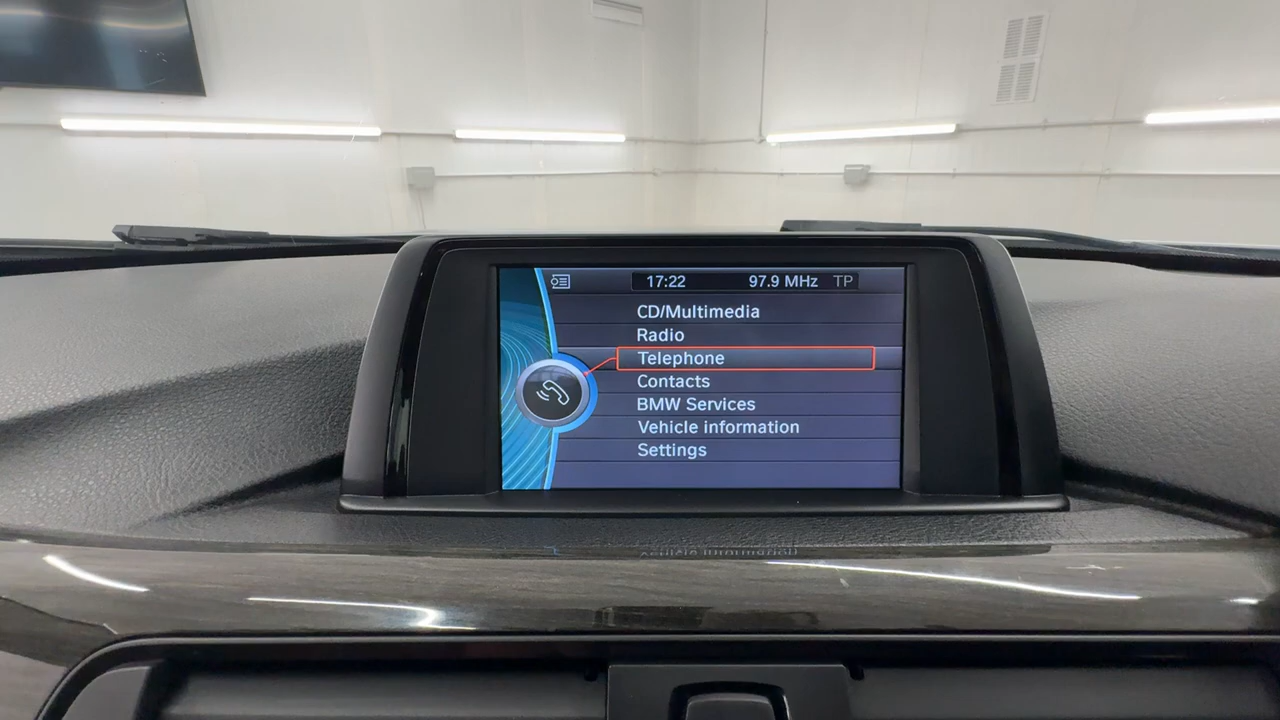 17:22 97.9 MHz TP
CD/Multimedia
Radio
Telephone
Contacts
BMW Services
Vehicle information
Settings